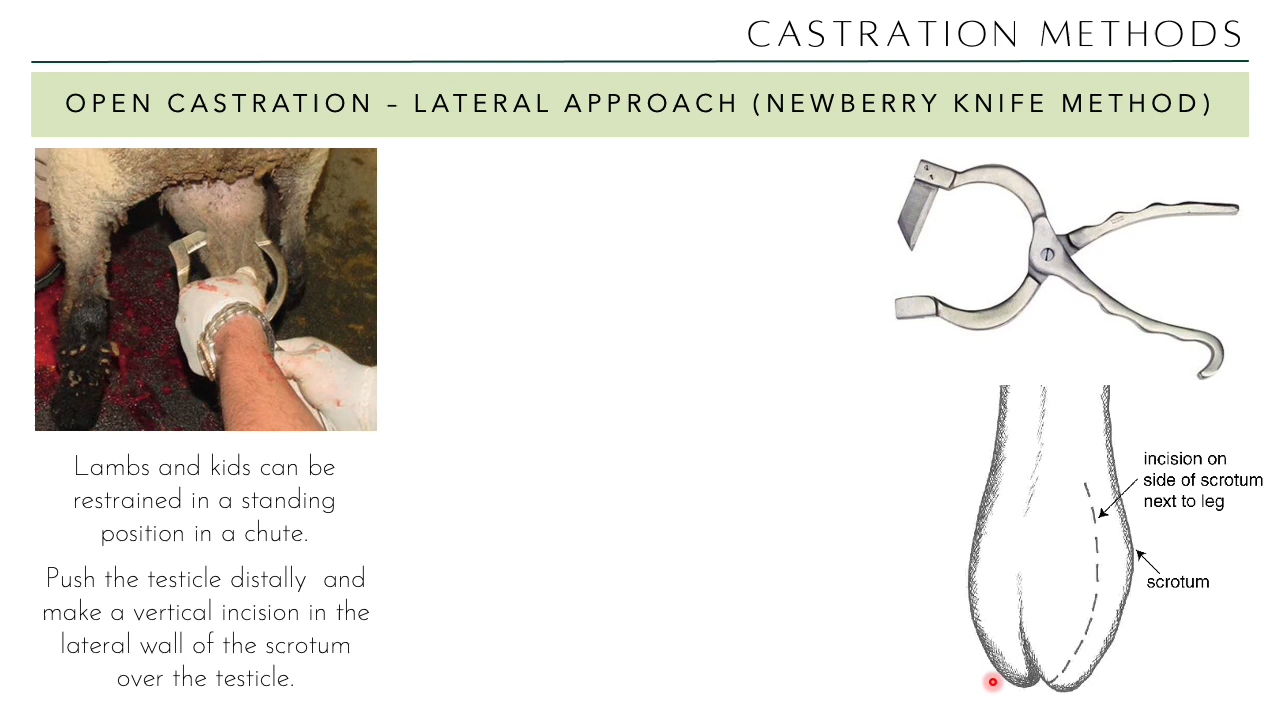 CASTRATION METHODS
OPEN CASTRATION – LATERAL APPROACH (NEWBERRY KNIFE METHOD)
Lambs and kids can be
restrained in a standing
position in a chute.
Push the testicle distally and
make a vertical incision in the
lateral wall of the scrotum
over the testicle.
incision on
side of scrotum
next to leg
scrotum